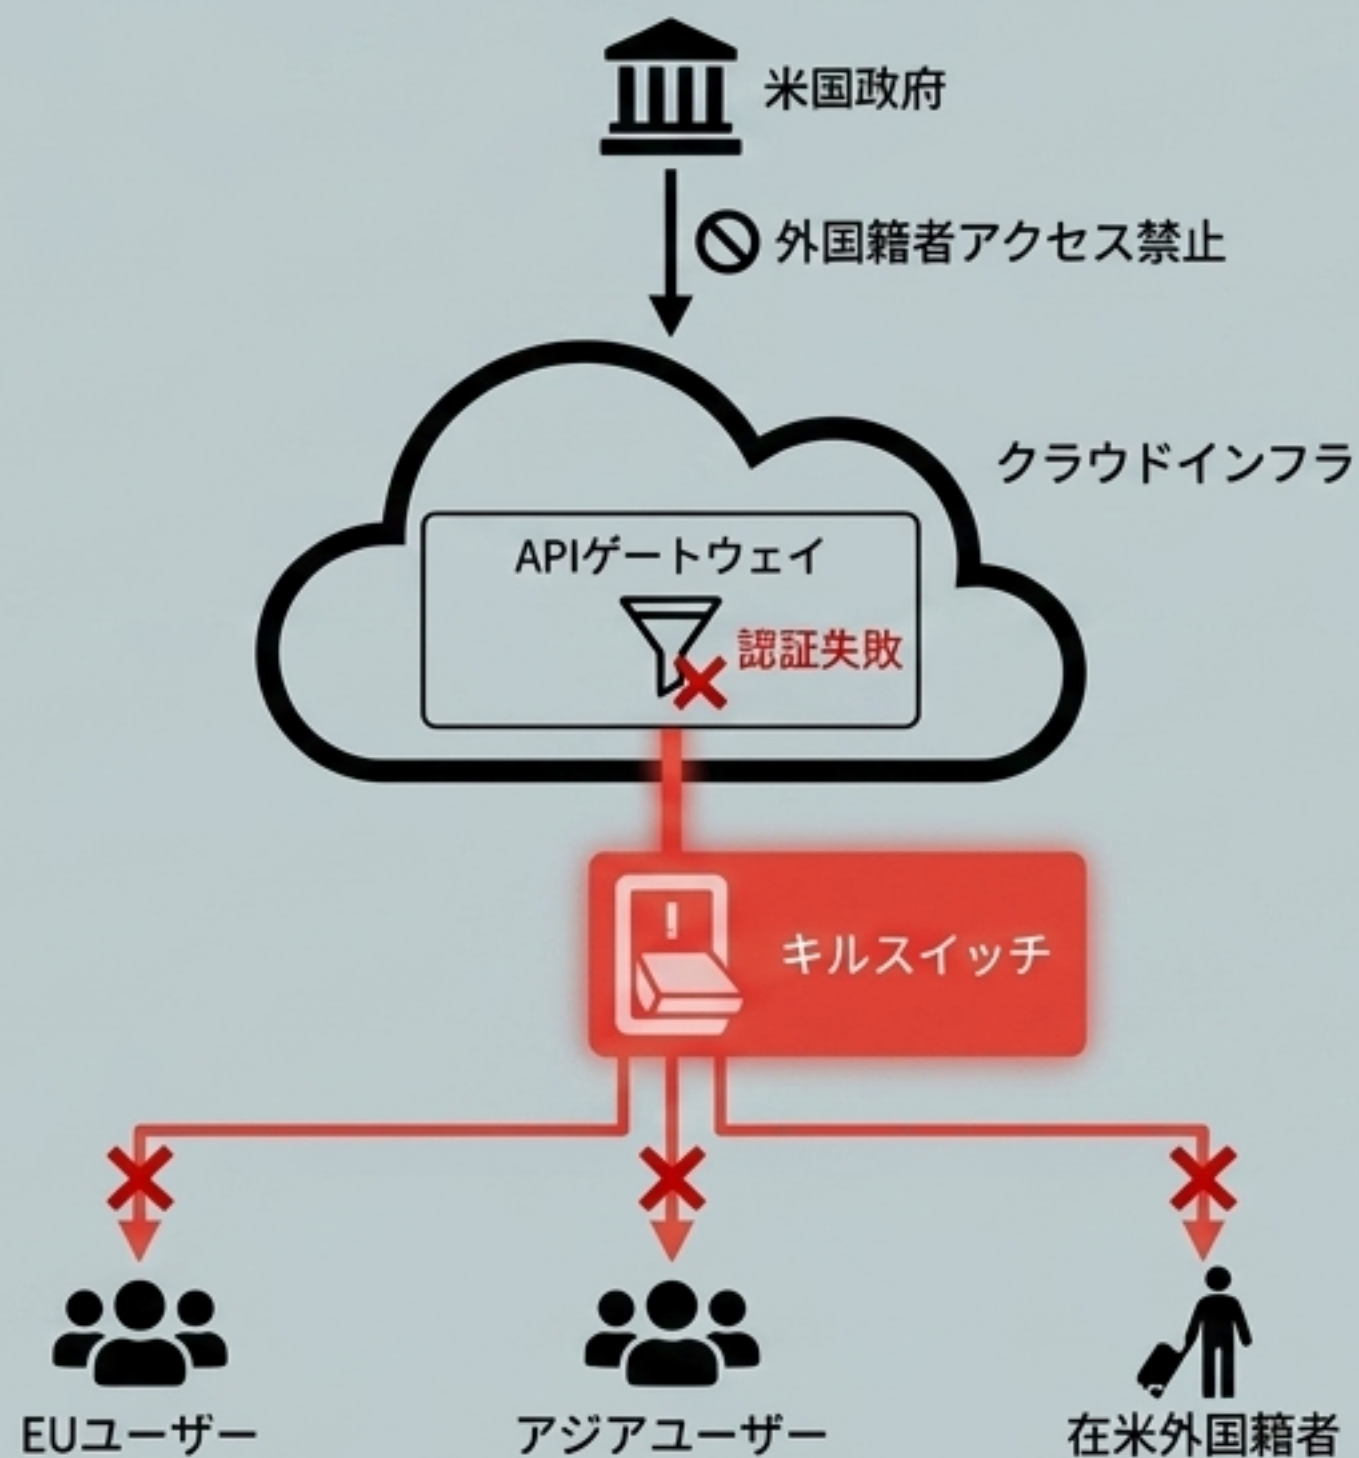 米国政府
外国籍者アクセス禁止
クラウドインフラ
APIゲートウェイ
認証失敗
キルスイッチ
EUユーザー
アジアユーザー
在米外国籍者